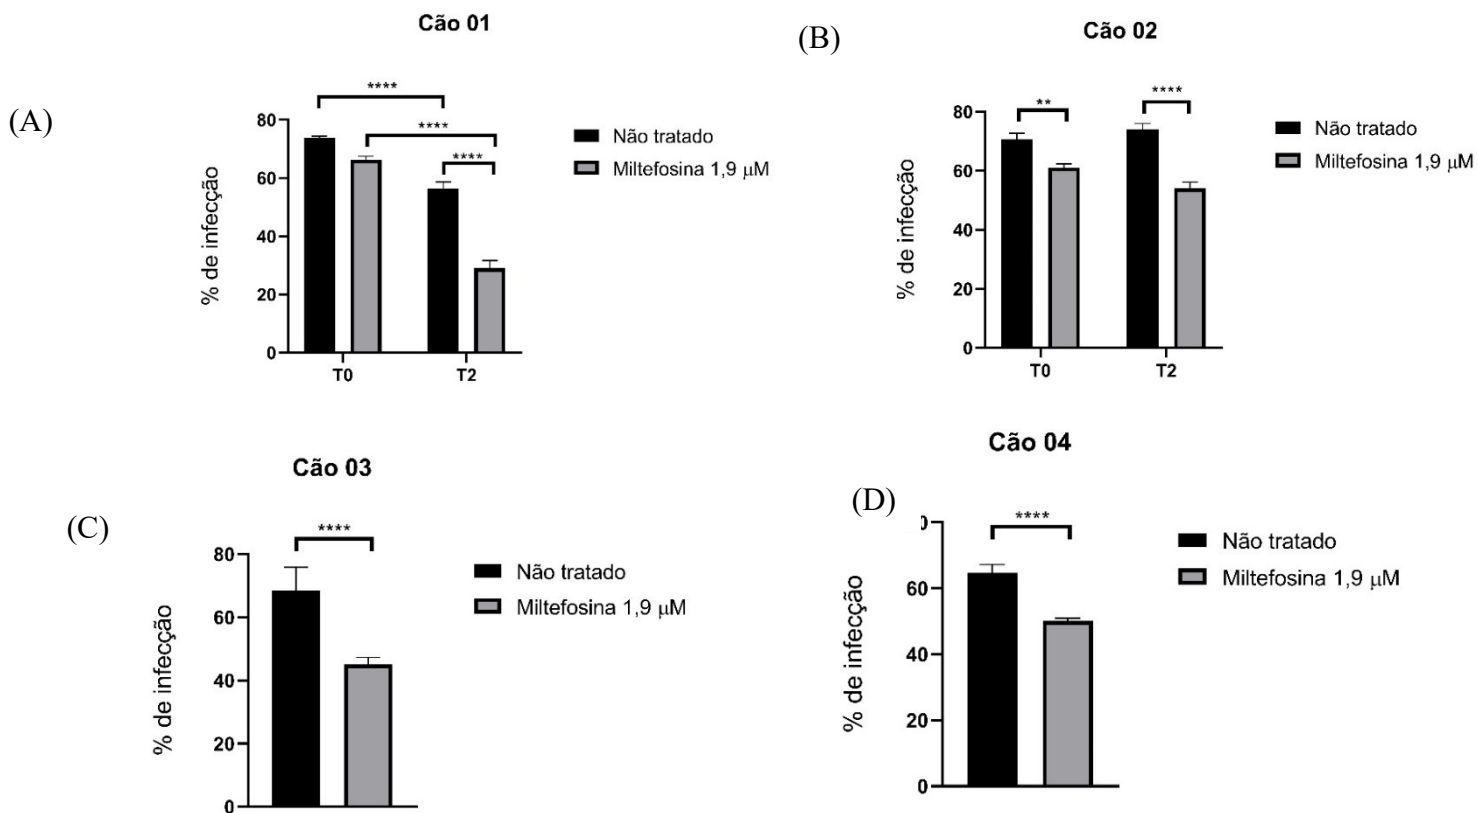 Cão 01
(A)
****
****
****
80
60
40
20
0
% de infecção
T0
T2
Não tratado
Miltefosina 1,9 µM
(B)
Cão 02
**
****
80
60
40
20
0
% de infecção
T0
T2
Não tratado
Miltefosina 1,9 µM
Cão 03
(C)
****
80
60
40
20
0
% de infecção
Não tratado
Miltefosina 1,9 µM
Cão 04
(D)
****
0
60
40
20
0
% de infecção
Não tratado
Miltefosina 1,9 µM